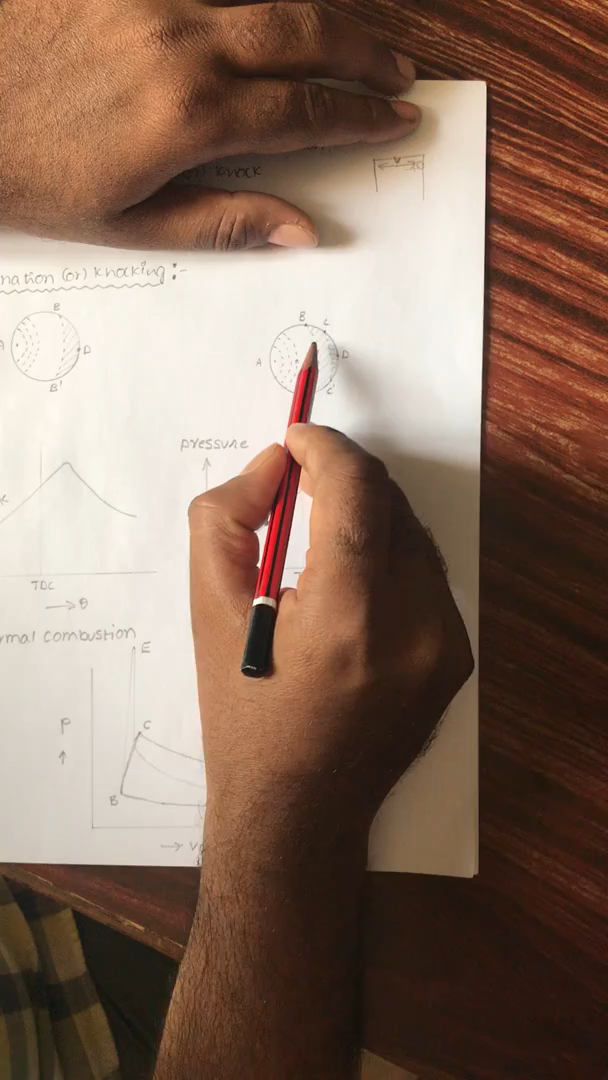 KNOCK
nation (or) knocking :-
B
D
B'
B C
A D
C'
pressure
TDC
→ θ
rmal combustion
E
P
↑
C
B
→ V